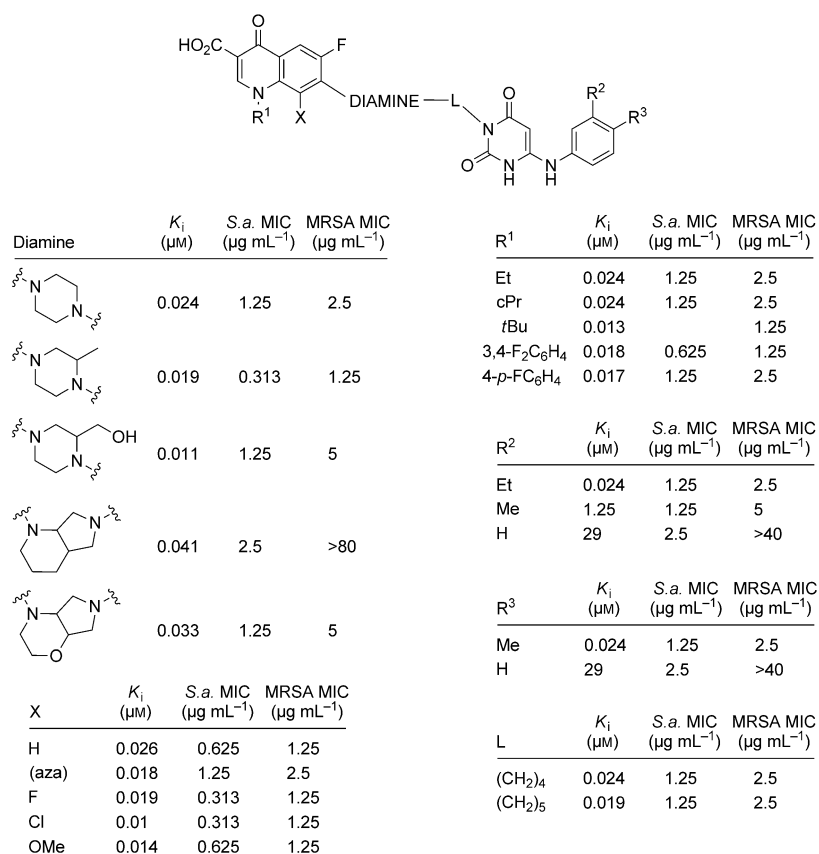 O
HO₂C
F
N
R¹
X
DIAMINE
L
O
R²
R³
N
O
N
H
N
H
Diamine Kᵢ (µM) S.a. MIC (µg mL⁻¹) MRSA MIC (µg mL⁻¹)
N
N
0.024 1.25 2.5
N
N
0.019 0.313 1.25
N
OH
N
0.011 1.25 5
N
N
0.041 2.5 >80
N
N
O
0.033 1.25 5
X Kᵢ (µM) S.a. MIC (µg mL⁻¹) MRSA MIC (µg mL⁻¹)
H 0.026 0.625 1.25
(aza) 0.018 1.25 2.5
F 0.019 0.313 1.25
Cl 0.01 0.313 1.25
OMe 0.014 0.625 1.25
R¹ Kᵢ (µM) S.a. MIC (µg mL⁻¹) MRSA MIC (µg mL⁻¹)
Et 0.024 1.25 2.5
cPr 0.024 1.25 2.5
tBu 0.013 1.25
3,4-F₂C₆H₄ 0.018 0.625 1.25
4-p-FC₆H₄ 0.017 1.25 2.5
R² Kᵢ (µM) S.a. MIC (µg mL⁻¹) MRSA MIC (µg mL⁻¹)
Et 0.024 1.25 2.5
Me 1.25 1.25 5
H 29 2.5 >40
R³ Kᵢ (µM) S.a. MIC (µg mL⁻¹) MRSA MIC (µg mL⁻¹)
Me 0.024 1.25 2.5
H 29 2.5 >40
L Kᵢ (µM) S.a. MIC (µg mL⁻¹) MRSA MIC (µg mL⁻¹)
(CH₂)₄ 0.024 1.25 2.5
(CH₂)₅ 0.019 1.25 2.5